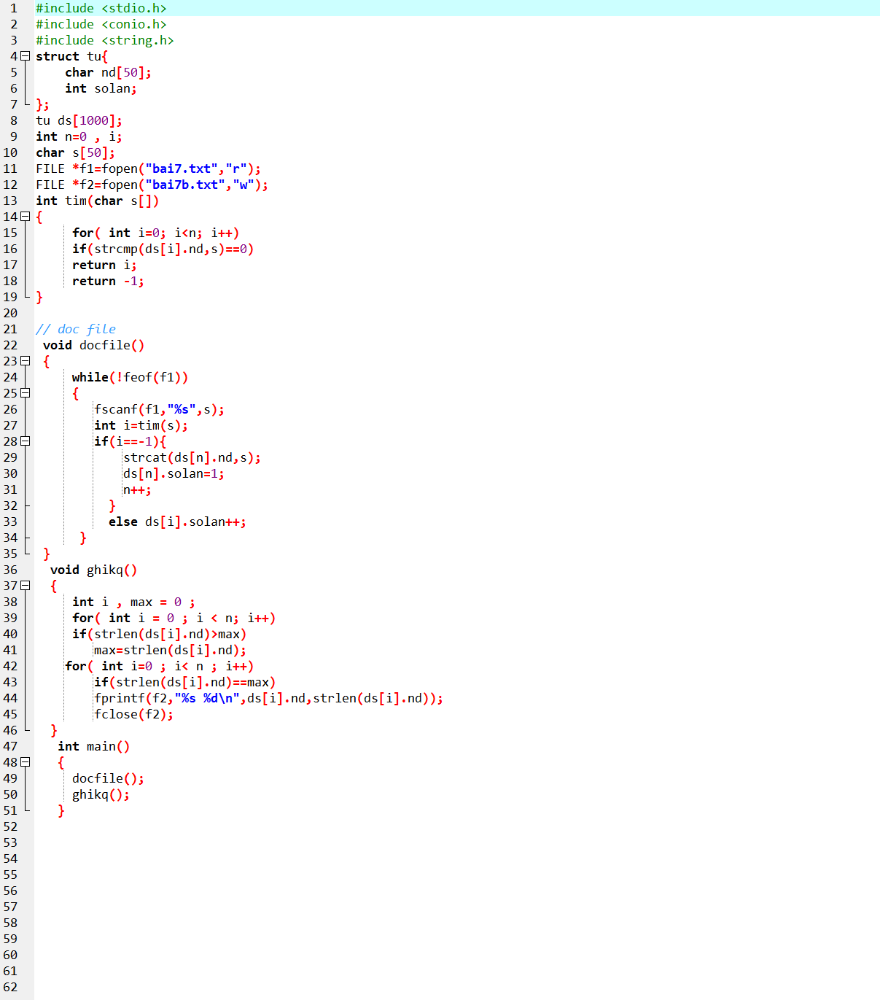 1 #include <stdio.h>
2 #include <conio.h>
3 #include <string.h>
4 struct tu{
5 char nd[50];
6 int solan;
7 };
8 tu ds[1000];
9 int n=0 , i;
10 char s[50];
11 FILE *f1=fopen("bai7.txt","r");
12 FILE *f2=fopen("bai7b.txt","w");
13 int tim(char s[])
14 {
15 for( int i=0; i<n; i++)
16 if(strcmp(ds[i].nd,s)==0)
17 return i;
18 return -1;
19 }
20
21 // doc file
22 void docfile()
23 {
24 while(!feof(f1))
25 {
26 fscanf(f1,"%s",s);
27 int i=tim(s);
28 if(i==-1){
29 strcat(ds[n].nd,s);
30 ds[n].solan=1;
31 n++;
32 }
33 else ds[i].solan++;
34 }
35 }
36 void ghikq()
37 {
38 int i , max = 0 ;
39 for( int i = 0 ; i < n; i++)
40 if(strlen(ds[i].nd)>max)
41 max=strlen(ds[i].nd);
42 for( int i=0 ; i< n ; i++)
43 if(strlen(ds[i].nd)==max)
44 fprintf(f2,"%s %d\n",ds[i].nd,strlen(ds[i].nd));
45 fclose(f2);
46 }
47 int main()
48 {
49 docfile();
50 ghikq();
51 }
52
53
54
55
56
57
58
59
60
61
62